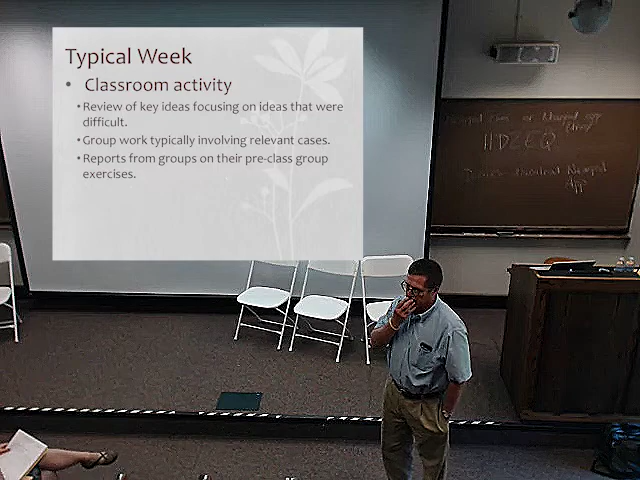 Typical Week
• Classroom activity
• Review of key ideas focusing on ideas that were
difficult.
• Group work typically involving relevant cases.
• Reports from groups on their pre-class group
exercises.
or